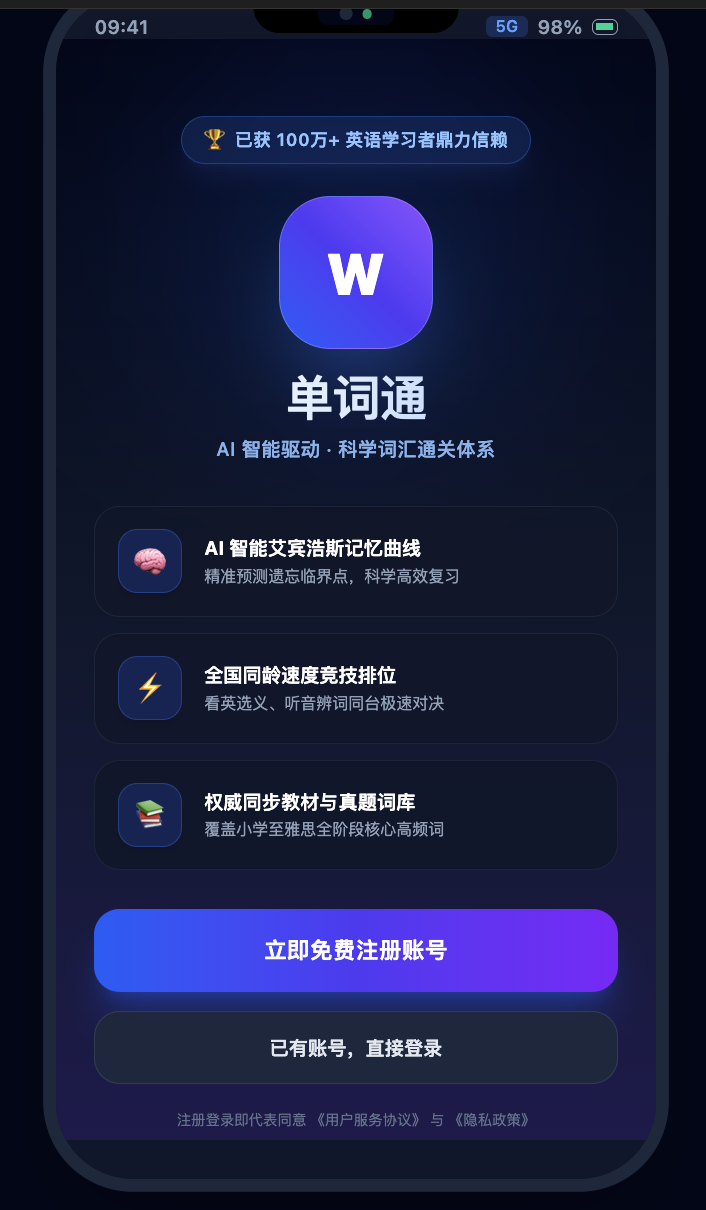 09:41
5G 98%
已获 100万+ 英语学习者鼎力信赖
W
单词通
AI 智能驱动 · 科学词汇通关体系
AI 智能艾宾浩斯记忆曲线
精准预测遗忘临界点，科学高效复习
全国同龄速度竞技排位
看英选义、听音辨词同台极速对决
权威同步教材与真题词库
覆盖小学至雅思全阶段核心高频词
立即免费注册账号
已有账号，直接登录
注册登录即代表同意 《用户服务协议》 与 《隐私政策》